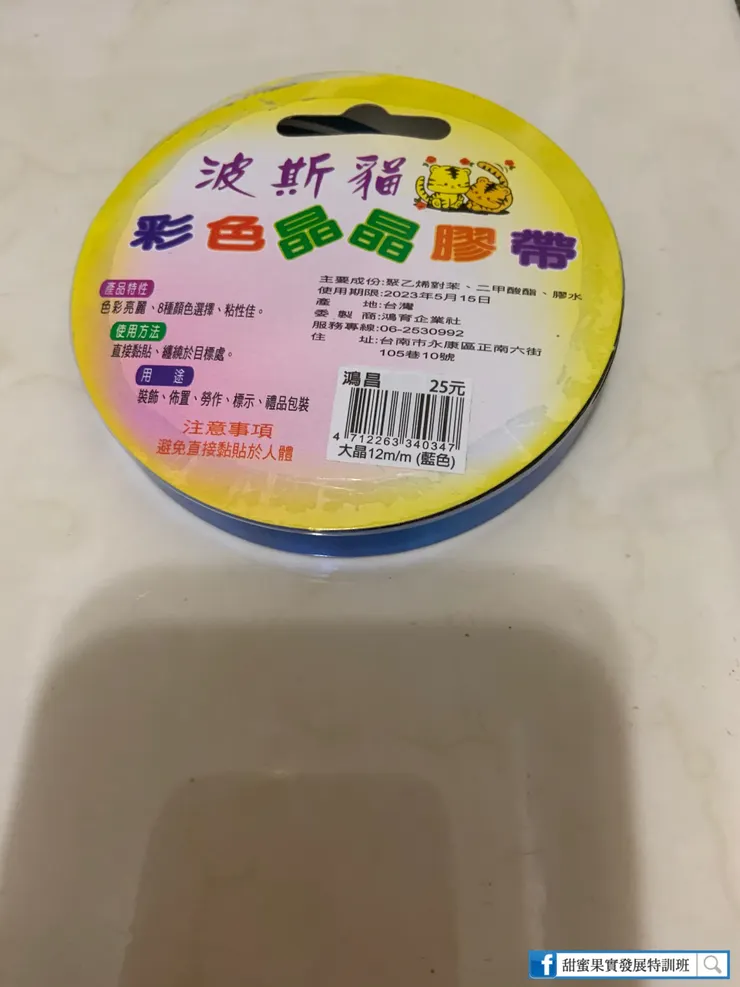 波斯貓
彩色晶晶膠帶
產品特性
色彩亮麗、8種顏色選擇、粘性佳。
使用方法
直接黏貼、纏繞於目標處。
用 途
裝飾、佈置、勞作、標示、禮品包裝
注意事項
避免直接黏貼於人體
主要成份:聚乙烯對苯、二甲酸酯、膠水
使用期限:2023年5月15日
產 地:台灣
委製商:鴻育企業社
服務專線:06-2530992
住 址:台南市永康區正南六街
105巷10號
鴻昌 25元
4 712263 340347
大晶12m/m (藍色)
甜蜜果實發展特訓班